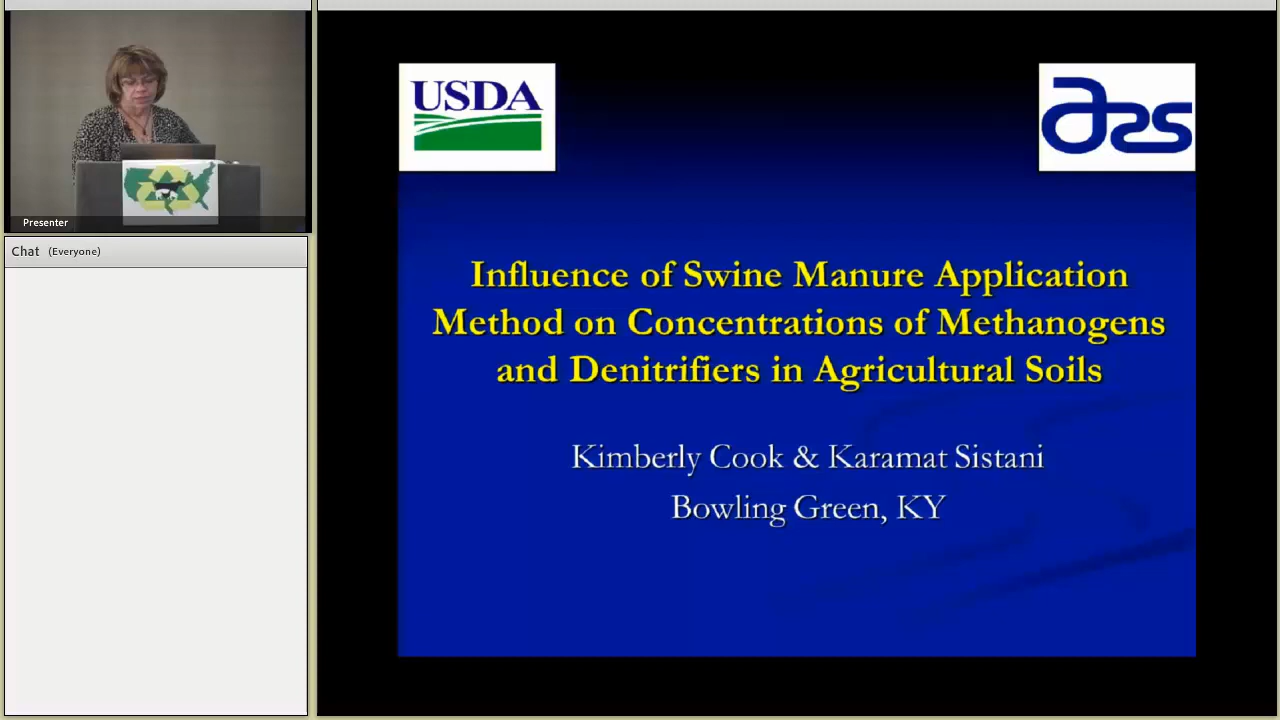 Presenter
Chat (Everyone)
USDA
ars
Influence of Swine Manure Application
Method on Concentrations of Methanogens
and Denitrifiers in Agricultural Soils
Kimberly Cook & Karamat Sistani
Bowling Green, KY